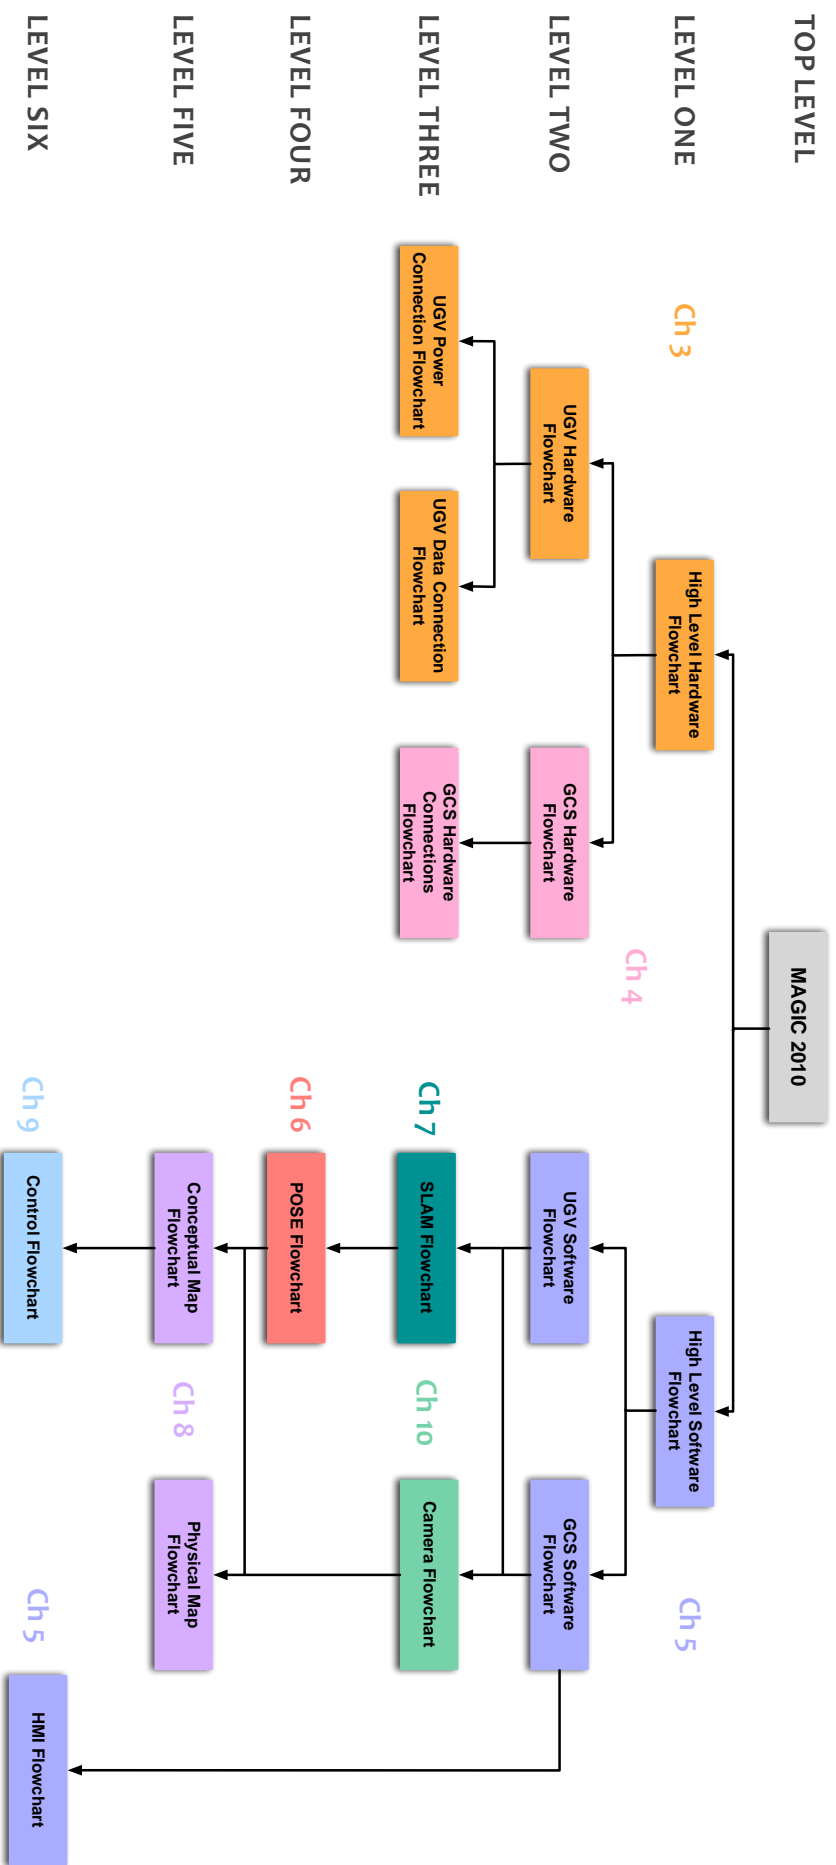 TOP LEVEL
MAGIC 2010
LEVEL ONE
Ch 3
High Level Hardware
Flowchart
High Level Software
Flowchart
Ch 5
Ch 4
LEVEL TWO
UGV Hardware
Flowchart
GCS Hardware
Flowchart
UGV Software
Flowchart
GCS Software
Flowchart
LEVEL THREE
UGV Power
Connection Flowchart
UGV Data Connection
Flowchart
GCS Hardware
Connections
Flowchart
Ch 7
SLAM Flowchart
Ch 10
Camera Flowchart
LEVEL FOUR
Ch 6
POSE Flowchart
LEVEL FIVE
Conceptual Map
Flowchart
Ch 8
Physical Map
Flowchart
LEVEL SIX
Ch 9
Control Flowchart
Ch 5
HMI Flowchart